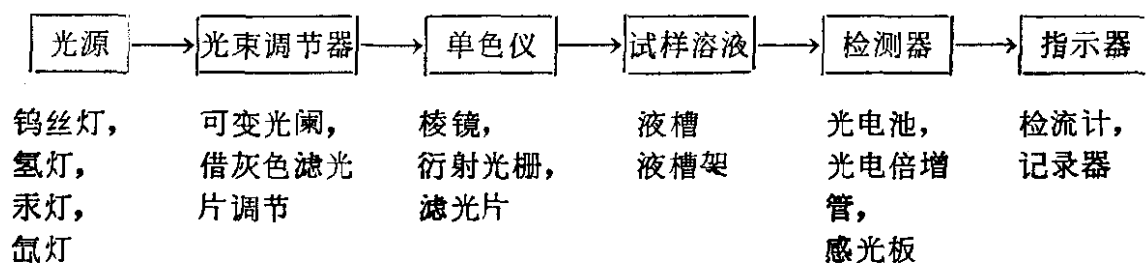 光源 光束调节器 单色仪 试样溶液 检测器 指示器
钨丝灯， 可变光阑， 棱镜， 液槽 光电池， 检流计，
氢灯， 借灰色滤光 衍射光栅， 液槽架 光电倍增 记录器
汞灯， 片调节 滤光片 管，
氙灯 感光板